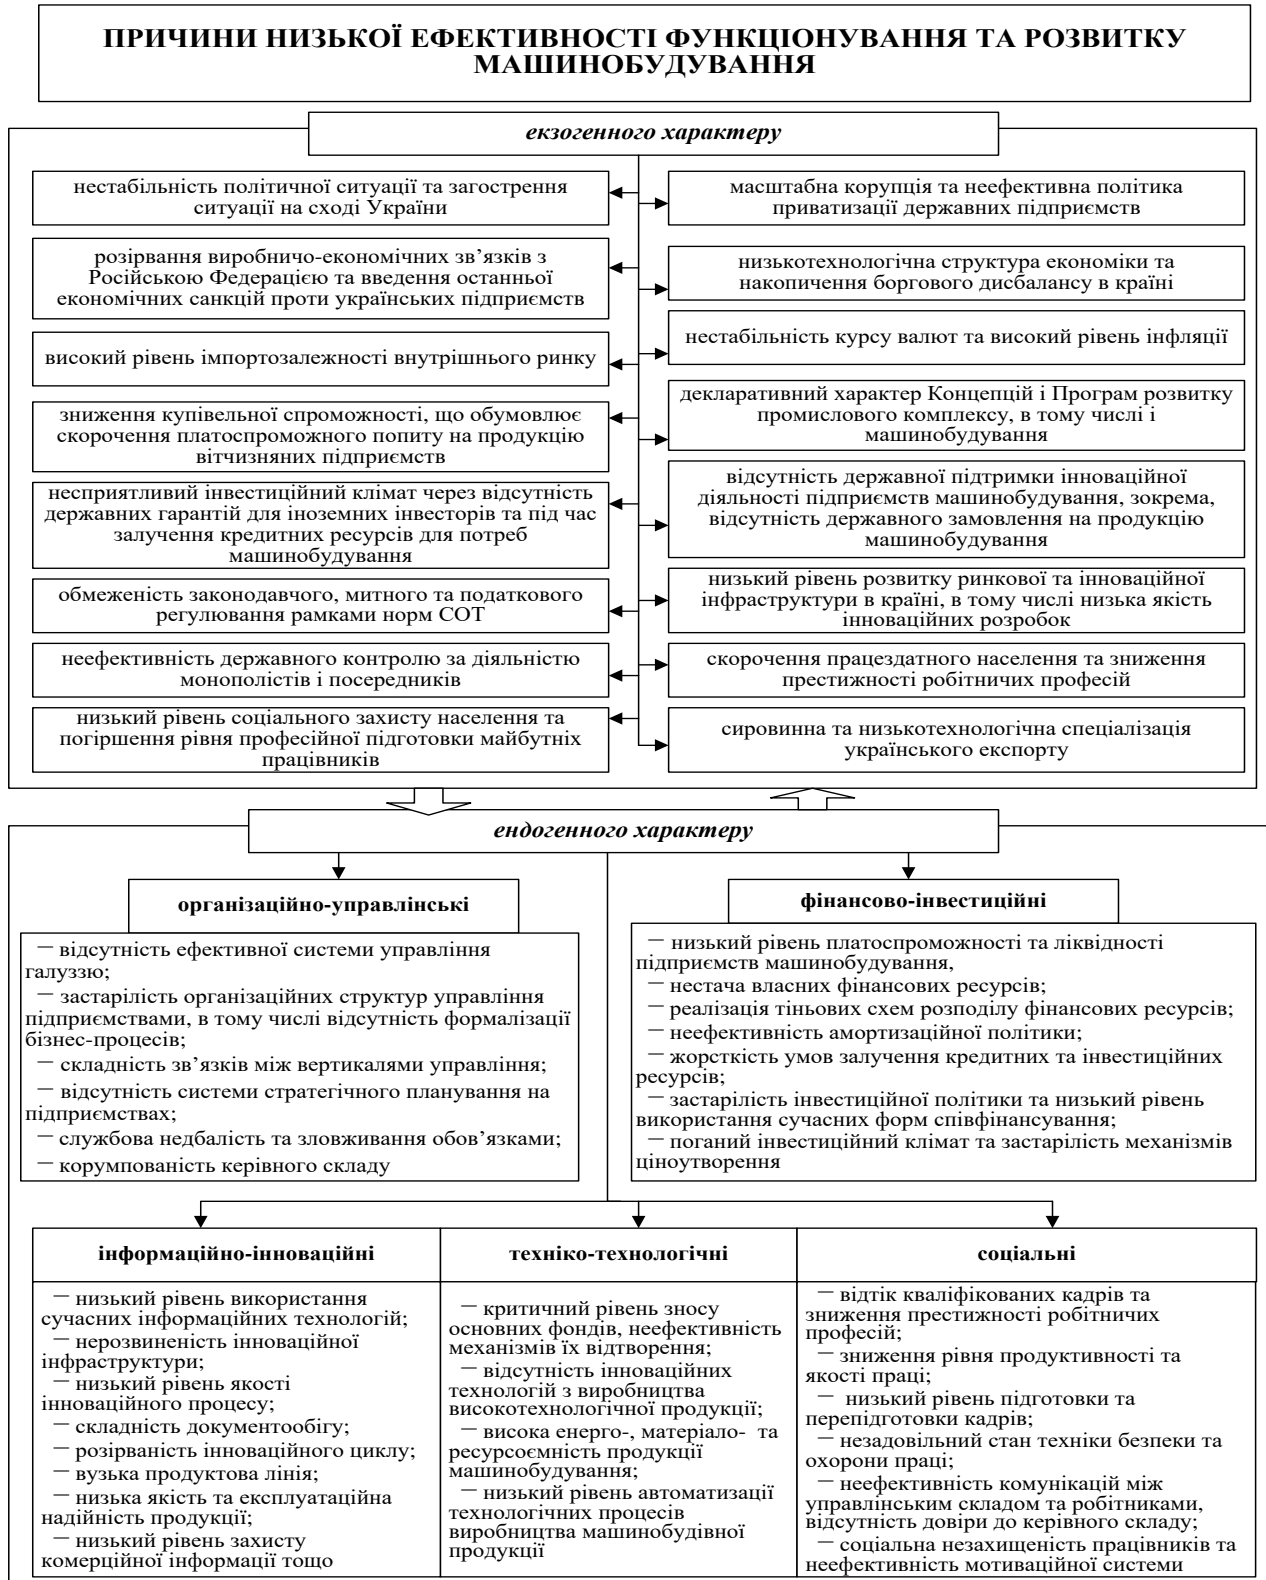 ПРИЧИНИ НИЗЬКОЇ ЕФЕКТИВНОСТІ ФУНКЦІОНУВАННЯ ТА РОЗВИТКУ
МАШИНОБУДУВАННЯ
екзогенного характеру
нестабільність політичної ситуації та загострення
ситуації на сході України
масштабна корупція та неефективна політика
приватизації державних підприємств
розірвання виробничо-економічних зв’язків з
Російською Федерацією та введення останньої
економічних санкцій проти українських підприємств
низькотехнологічна структура економіки та
накопичення боргового дисбалансу в країні
високий рівень імпортозалежності внутрішнього ринку
нестабільність курсу валют та високий рівень інфляції
зниження купівельної спроможності, що обумовлює
скорочення платоспроможного попиту на продукцію
вітчизняних підприємств
декларативний характер Концепцій і Програм розвитку
промислового комплексу, в тому числі і
машинобудування
несприятливий інвестиційний клімат через відсутність
державних гарантій для іноземних інвесторів та під час
залучення кредитних ресурсів для потреб
машинобудування
відсутність державної підтримки інноваційної
діяльності підприємств машинобудування, зокрема,
відсутність державного замовлення на продукцію
машинобудування
обмеженість законодавчого, митного та податкового
регулювання рамками норм СОТ
низький рівень розвитку ринкової та інноваційної
інфраструктури в країні, в тому числі низька якість
інноваційних розробок
неефективність державного контролю за діяльністю
монополістів і посередників
скорочення працездатного населення та зниження
престижності робітничих професій
низький рівень соціального захисту населення та
погіршення рівня професійної підготовки майбутніх
працівників
сировинна та низькотехнологічна спеціалізація
українського експорту
ендогенного характеру
організаційно-управлінські
— відсутність ефективної системи управління
галуззю;
— застарілість організаційних структур управління
підприємствами, в тому числі відсутність формалізації
бізнес-процесів;
— складність зв’язків між вертикалями управління;
— відсутність системи стратегічного планування на
підприємствах;
— службова недбалість та зловживання обов’язками;
— корумпованість керівного складу
фінансово-інвестиційні
— низький рівень платоспроможності та ліквідності
підприємств машинобудування,
— нестача власних фінансових ресурсів;
— реалізація тіньових схем розподілу фінансових ресурсів;
— неефективність амортизаційної політики;
— жорсткість умов залучення кредитних та інвестиційних
ресурсів;
— застарілість інвестиційної політики та низький рівень
використання сучасних форм співфінансування;
— поганий інвестиційний клімат та застарілість механізмів
ціноутворення
інформаційно-інноваційні
— низький рівень використання
сучасних інформаційних технологій;
— нерозвиненість інноваційної
інфраструктури;
— низький рівень якості
інноваційного процесу;
— складність документообігу;
— розірваність інноваційного циклу;
— вузька продуктова лінія;
— низька якість та експлуатаційна
надійність продукції;
— низький рівень захисту
комерційної інформації тощо
техніко-технологічні
— критичний рівень зносу
основних фондів, неефективність
механізмів їх відтворення;
— відсутність інноваційних
технологій з виробництва
високотехнологічної продукції;
— висока енерго-, матеріало- та
ресурсоємність продукції
машинобудування;
— низький рівень автоматизації
технологічних процесів
виробництва машинобудівної
продукції
соціальні
— відтік кваліфікованих кадрів та
зниження престижності робітничих
професій;
— зниження рівня продуктивності та
якості праці;
— низький рівень підготовки та
перепідготовки кадрів;
— незадовільний стан техніки безпеки та
охорони праці;
— неефективність комунікацій між
управлінським складом та робітниками,
відсутність довіри до керівного складу;
— соціальна незахищеність працівників та
неефективність мотиваційної системи